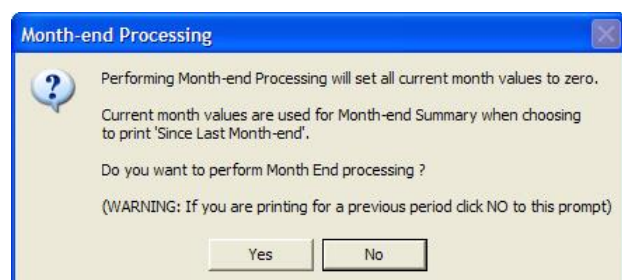 Month-end Processing
Performing Month-end Processing will set all current month values to zero.
Current month values are used for Month-end Summary when choosing
to print 'Since Last Month-end'.
Do you want to perform Month End processing ?
(WARNING: If you are printing for a previous period click NO to this prompt)
Yes No